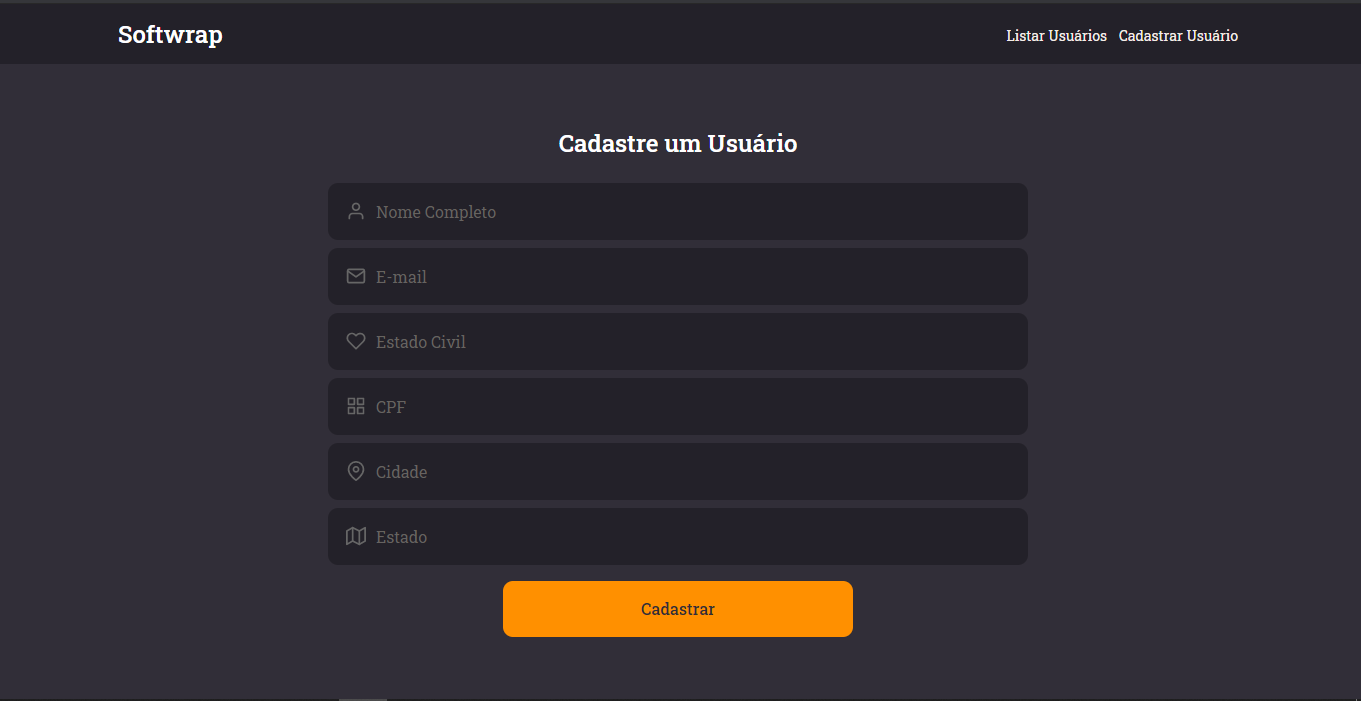 Softwrap
Listar Usuários Cadastrar Usuário
Cadastre um Usuário
Nome Completo
E-mail
Estado Civil
CPF
Cidade
Estado
Cadastrar